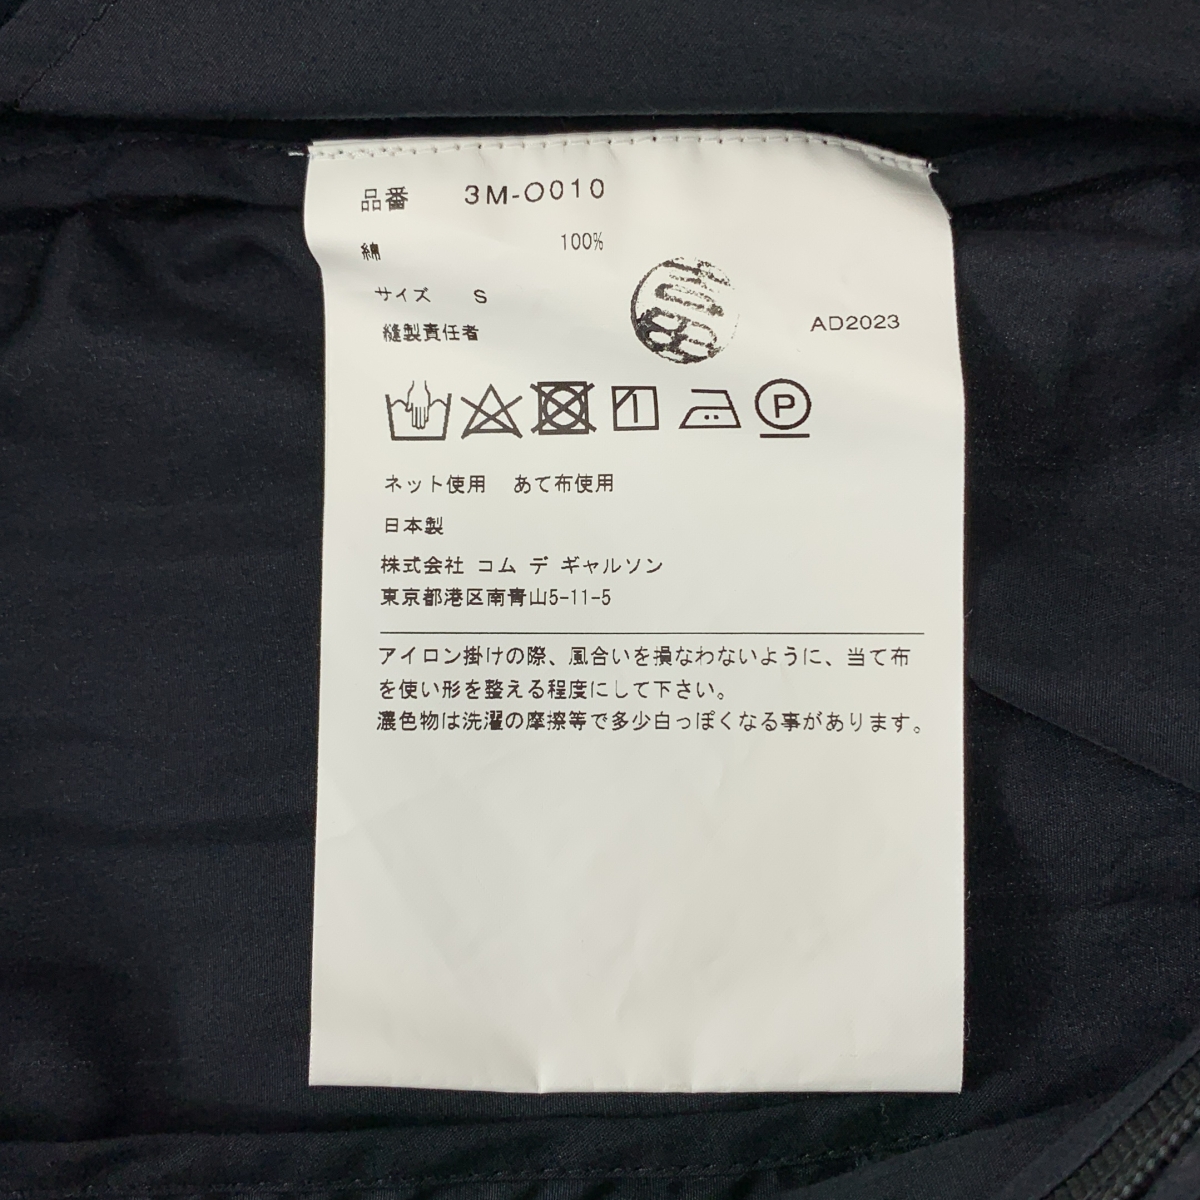 品番 3M-O010
綿 100%
サイズ S
縫製責任者
AD2023
P
ネット使用 あて布使用
日本製
株式会社 コム デ ギャルソン
東京都港区南青山5-11-5
アイロン掛けの際、風合いを損なわないように、当て布
を使い形を整える程度にして下さい。
濃色物は洗濯の摩擦等で多少白っぽくなる事があります。